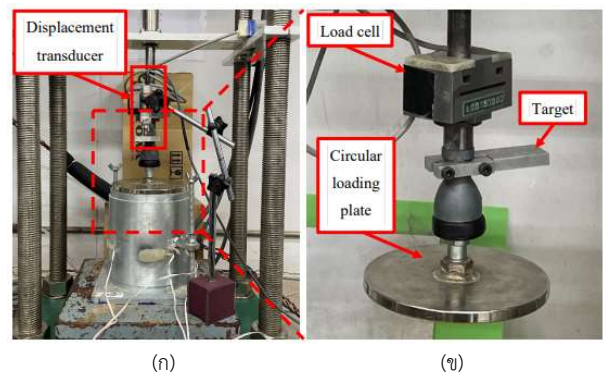 Displacement
transducer
Load cell
Target
Circular
loading
plate
(ก)
(ข)